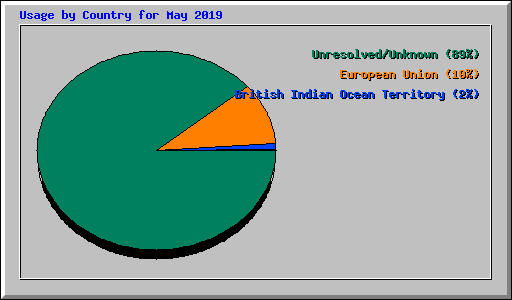 Usage by Country for May 2019
Unresolved/Unknown (89%)
European Union (10%)
British Indian Ocean Territory (2%)